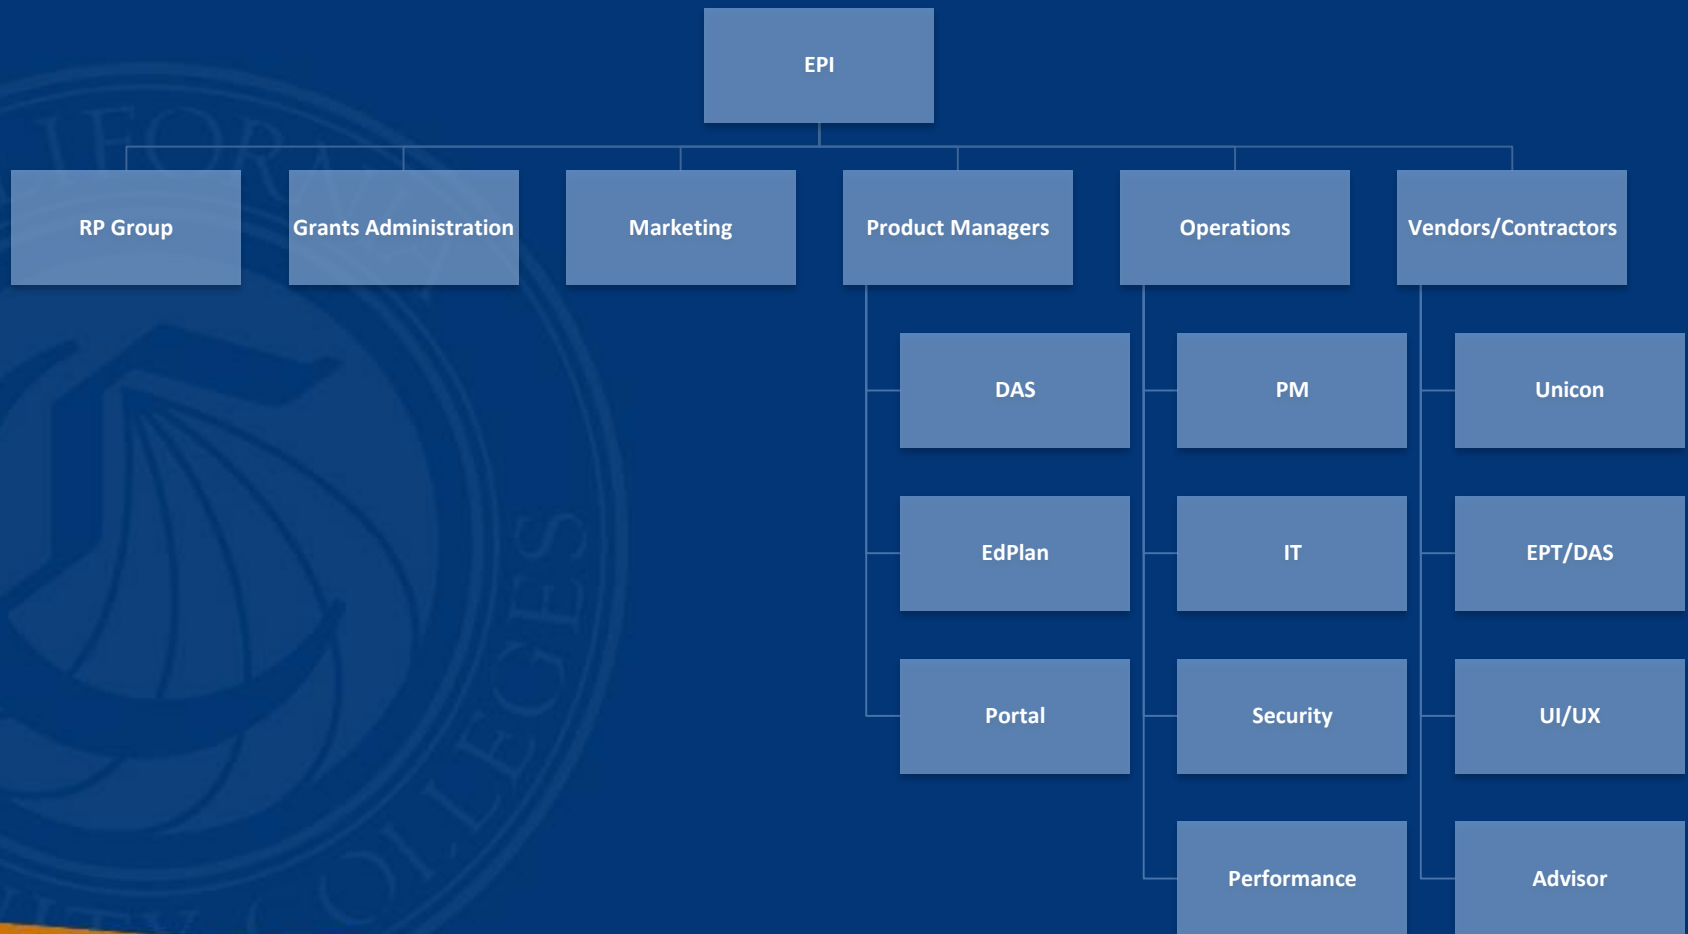 EPI
RP Group
Grants Administration
Marketing
Product Managers
Operations
Vendors/Contractors
DAS
PM
Unicon
EdPlan
IT
EPT/DAS
Portal
Security
UI/UX
Performance
Advisor
COLLEGES